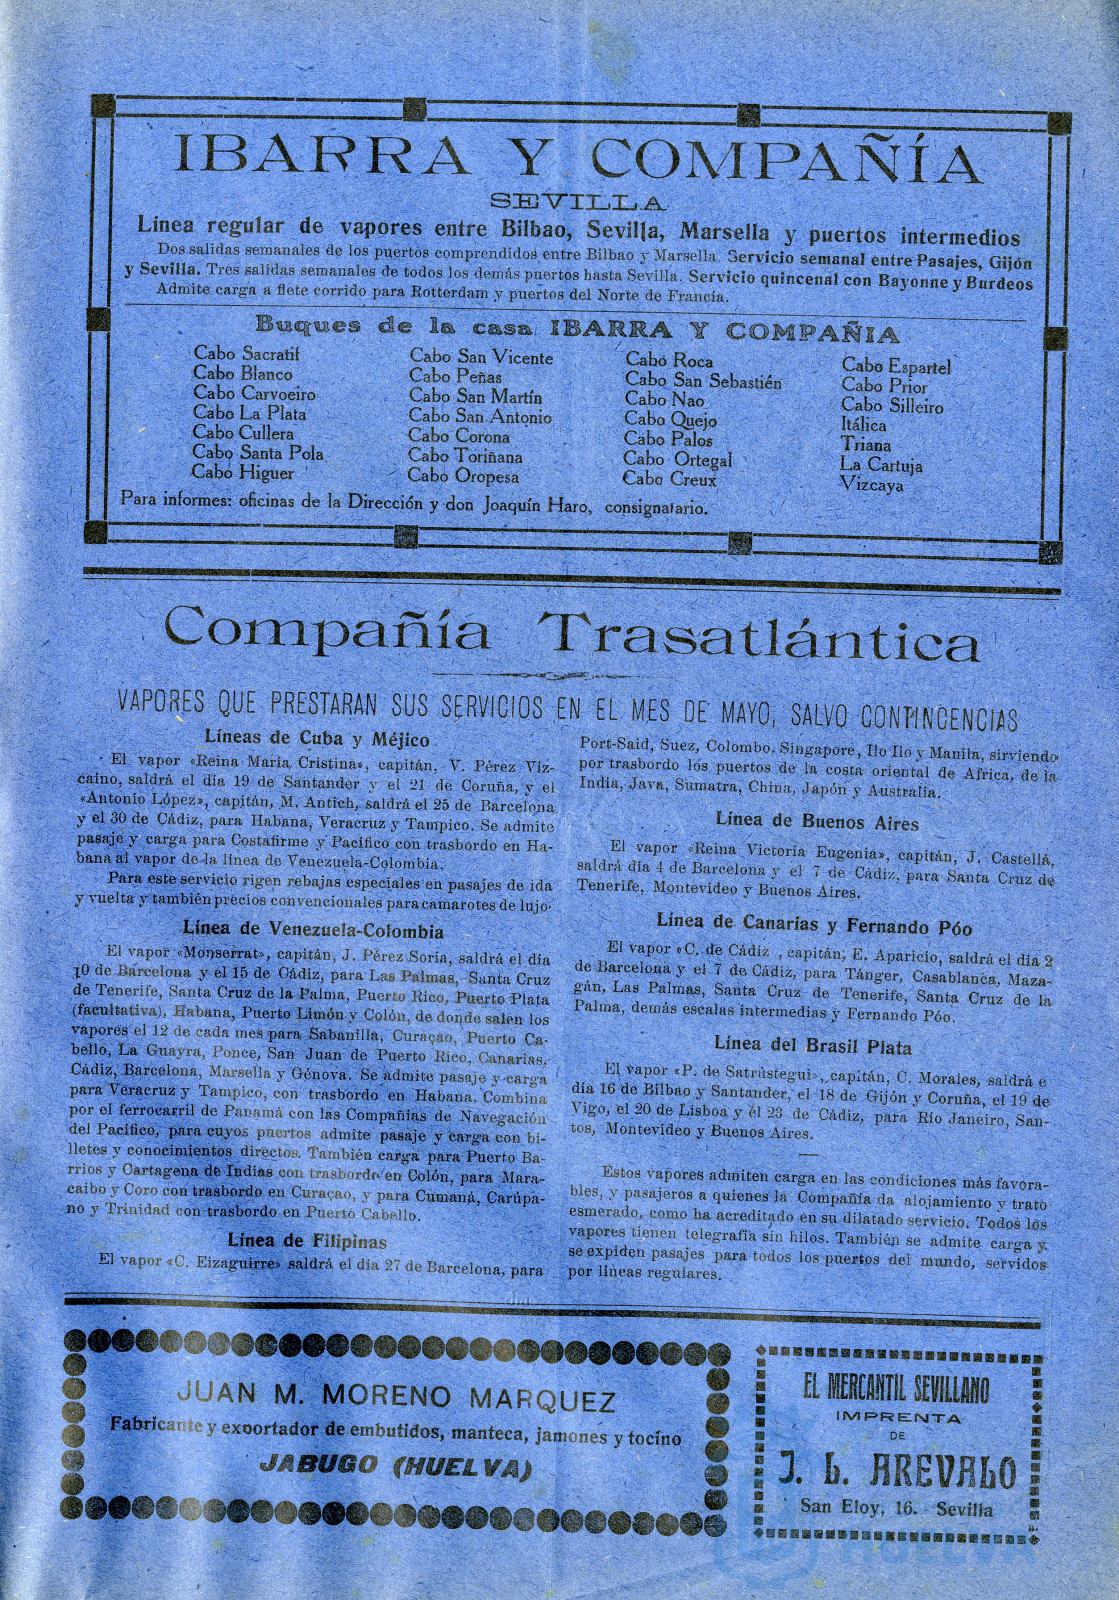 IBARRA Y COMPAÑÍA
SEVILLA
Línea regular de vapores entre Bilbao, Sevilla, Marsella y puertos intermedios
Dos salidas semanales de los puertos comprendidos entre Bilbao y Marsella. Servicio semanal entre Pasajes, Gijón
y Sevilla. Tres salidas semanales de todos los demás puertos hasta Sevilla. Servicio quincenal con Bayonne y Burdeos
Admite carga a flete corrido para Rotterdam y puertos del Norte de Francia.
Buques de la casa IBARRA Y COMPAÑIA
Cabo Sacratif
Cabo Blanco
Cabo Carvoeiro
Cabo La Plata
Cabo Cullera
Cabo Santa Pola
Cabo Higuer
Cabo San Vicente
Cabo Peñas
Cabo San Martín
Cabo San Antonio
Cabo Corona
Cabo Toriñana
Cabo Oropesa
Cabo Roca
Cabo San Sebastién
Cabo Nao
Cabo Quejo
Cabo Palos
Cabo Ortegal
Cabo Creux
Cabo Espartel
Cabo Prior
Cabo Silleiro
Itálica
Triana
La Cartuja
Vizcaya
Para informes: oficinas de la Dirección y don Joaquín Haro, consignatario.
Compañía Trasatlántica
VAPORES QUE PRESTARAN SUS SERVICIOS EN EL MES DE MAYO, SALVO CONTINGENCIAS
Líneas de Cuba y Méjico
El vapor «Reina María Cristina», capitán, V. Pérez Viz-
caino, saldrá el dia 19 de Santander y el 21 de Coruña, y el
«Antonio López», capitán, M. Antich, saldrá el 25 de Barcelona
y el 30 de Cádiz, para Habana, Veracruz y Tampico. Se admite
pasaje y carga para Costafirme y Pacífico con trasbordo en Ha-
bana al vapor de la línea de Venezuela-Colombia.
Para este servicio rigen rebajas especiales en pasajes de ida
y vuelta y también precios convencionales para camarotes de lujo.
Línea de Venezuela-Colombia
El vapor «Monserrat», capitán, J. Pérez Soria, saldrá el día
10 de Barcelona y el 15 de Cádiz, para Las Palmas, Santa Cruz
de Tenerife, Santa Cruz de la Palma, Puerto Rico, Puerto Plata
(facultativa), Habana, Puerto Limón y Colón, de donde salen los
vapores el 12 de cada mes para Sabanilla, Curaçao, Puerto Ca-
bello, La Guayra, Ponce, San Juan de Puerto Rico, Canarias,
Cádiz, Barcelona, Marsella y Génova. Se admite pasaje y carga
para Veracruz y Tampico, con trasbordo en Habana. Combina
por el ferrocarril de Panamá con las Compañías de Navegación
del Pacífico, para cuyos puertos admite pasaje y carga con bi-
lletes y conocimientos directos. También carga para Puerto Ba-
rrios y Cartagena de Indias con trasbordo en Colón, para Mara-
caibo y Coro con trasbordo en Curaçao, y para Cumaná, Carúpa-
no y Trinidad con trasbordo en Puerto Cabello.
Línea de Filipinas
El vapor «C. Eizaguirre» saldrá el dia 27 de Barcelona, para
Port-Said, Suez, Colombo, Singapore, Ilo Ilo y Manila, sirviendo
por trasbordo los puertos de la costa oriental de Africa, de la
India, Java, Sumatra, China, Japón y Australia.
Línea de Buenos Aires
El vapor «Reina Victoria Eugenia», capitán, J. Castellá,
saldrá día 4 de Barcelona y el 7 de Cádiz, para Santa Cruz de
Tenerife, Montevideo y Buenos Aires.
Línea de Canarias y Fernando Póo
El vapor «C. de Cádiz , capitán, E. Aparicio, saldrá el día 2
de Barcelona y el 7 de Cádiz, para Tánger, Casablanca, Maza-
gán, Las Palmas, Santa Cruz de Tenerife, Santa Cruz de la
Palma, demás escalas intermedias y Fernando Póo.
Línea del Brasil Plata
El vapor «P. de Satrústegui», capitán, C. Morales, saldrá e
día 16 de Bilbao y Santander, el 18 de Gijón y Coruña, el 19 de
Vigo, el 20 de Lisboa y el 23 de Cádiz, para Río Janeiro, San-
tos, Montevideo y Buenos Aires.
Estos vapores admiten carga en las condiciones más favora-
bles, y pasajeros a quienes la Compañía da alojamiento y trato
esmerado, como ha acreditado en su dilatado servicio. Todos los
vapores tienen telegrafía sin hilos. También se admite carga y
se expiden pasajes para todos los puertos del mundo, servidos
por líneas regulares.
JUAN M. MORENO MARQUEZ
Fabricante y exportador de embutidos, manteca, jamones y tocino
JABUGO (HUELVA)
EL MERCANTIL SEVILLANO
IMPRENTA
DE
J. L. AREVALO
San Eloy, 16. - Sevilla
HUELVA